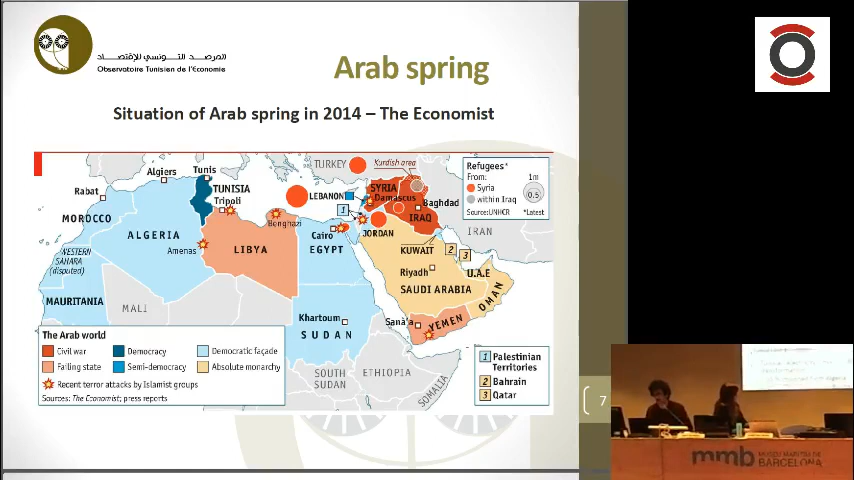 المرصد التونسي للإقتصاد
Observatoire Tunisien de l'Economie
Arab spring
Situation of Arab spring in 2014 – The Economist
TURKEY
Kurdish area
Refugees*
From:
1m
Syria
0.5
within Iraq
Source:UNHCR
*Latest
Algiers
Tunis
TUNISIA
Tripoli
Rabat
MOROCCO
LEBANON
SYRIA
Damascus
Baghdad
IRAQ
IRAN
1
Benghazi
Cairo
JORDAN
ALGERIA
Amenas
LIBYA
EGYPT
KUWAIT
2
3
WESTERN
SAHARA
(disputed)
Riyadh
U.A.E
SAUDI ARABIA
OMAN
MAURITANIA
MALI
Khartoum
SUDAN
Sana'a
YEMEN
The Arab world
Civil war
Democracy
Democratic façade
Failing state
Semi-democracy
Absolute monarchy
Recent terror attacks by Islamist groups
Sources: The Economist; press reports
SOUTH
SUDAN
ETHIOPIA
SOMALIA
1 Palestinian
Territories
2 Bahrain
3 Qatar
7
mmb
MUSEU MARÍTIM DE
BARCELONA